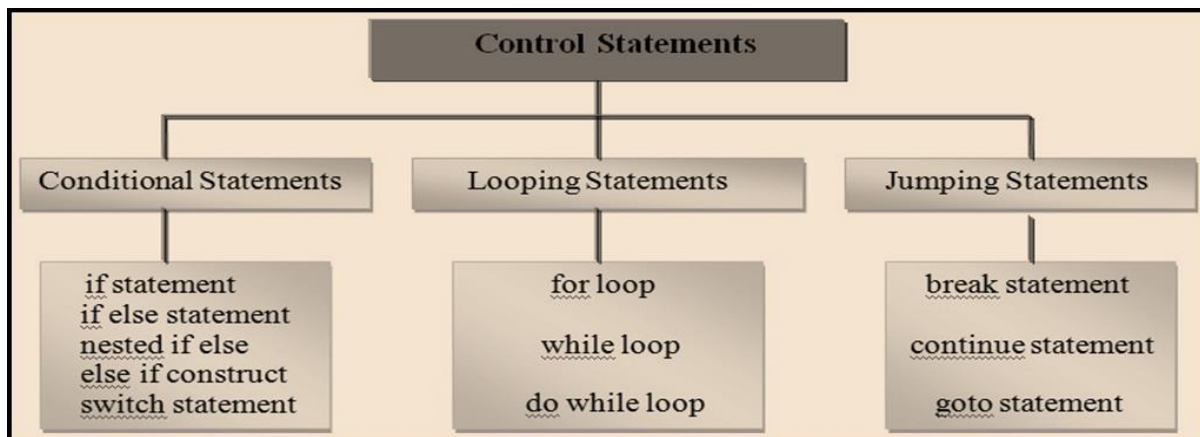 Control Statements
Conditional Statements
Looping Statements
Jumping Statements
if statement
if else statement
nested if else
else if construct
switch statement
for loop
while loop
do while loop
break statement
continue statement
goto statement